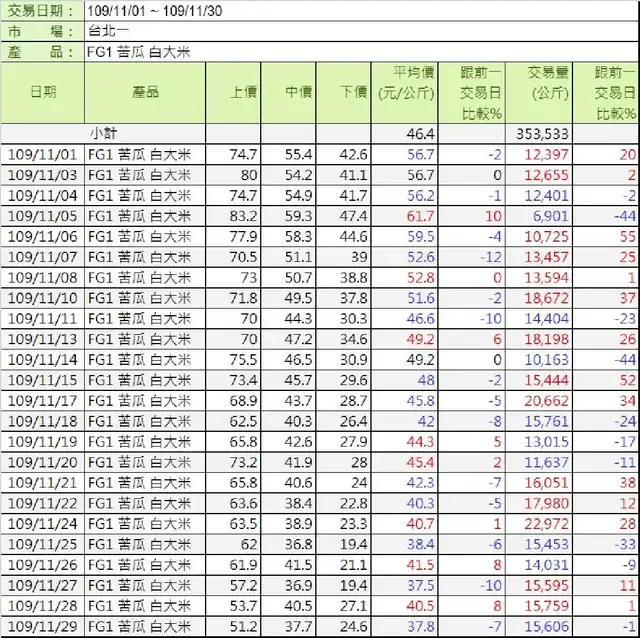 交易日期： 109/11/01 ~ 109/11/30
市 場： 台北一
產 品： FG1 苦瓜 白大米
日期 產品 上價 中價 下價 平均價(元/公斤) 跟前一交易日比較% 交易量(公斤) 跟前一交易日比較%
小計 46.4 353,533
109/11/01 FG1 苦瓜 白大米 74.7 55.4 42.6 56.7 -2 12,397 20
109/11/03 FG1 苦瓜 白大米 80 54.2 41.1 56.7 0 12,655 2
109/11/04 FG1 苦瓜 白大米 74.7 54.9 41.7 56.2 -1 12,401 -2
109/11/05 FG1 苦瓜 白大米 83.2 59.3 47.4 61.7 10 6,901 -44
109/11/06 FG1 苦瓜 白大米 77.9 58.3 44.6 59.5 -4 10,725 55
109/11/07 FG1 苦瓜 白大米 70.5 51.1 39 52.6 -12 13,457 25
109/11/08 FG1 苦瓜 白大米 73 50.7 38.8 52.8 0 13,594 1
109/11/10 FG1 苦瓜 白大米 71.8 49.5 37.8 51.6 -2 18,672 37
109/11/11 FG1 苦瓜 白大米 70 44.3 30.3 46.6 -10 14,404 -23
109/11/13 FG1 苦瓜 白大米 70 47.2 34.6 49.2 6 18,198 26
109/11/14 FG1 苦瓜 白大米 75.5 46.5 30.9 49.2 0 10,163 -44
109/11/15 FG1 苦瓜 白大米 73.4 45.7 29.6 48 -2 15,444 52
109/11/17 FG1 苦瓜 白大米 68.9 43.7 28.7 45.8 -5 20,662 34
109/11/18 FG1 苦瓜 白大米 62.5 40.3 26.4 42 -8 15,761 -24
109/11/19 FG1 苦瓜 白大米 65.8 42.6 27.9 44.3 5 13,015 -17
109/11/20 FG1 苦瓜 白大米 73.2 41.9 28 45.4 2 11,637 -11
109/11/21 FG1 苦瓜 白大米 65.8 40.6 24 42.3 -7 16,051 38
109/11/22 FG1 苦瓜 白大米 63.6 38.4 22.8 40.3 -5 17,980 12
109/11/24 FG1 苦瓜 白大米 63.5 38.9 23.3 40.7 1 22,972 28
109/11/25 FG1 苦瓜 白大米 62 36.8 19.4 38.4 -6 15,453 -33
109/11/26 FG1 苦瓜 白大米 61.9 41.5 21.1 41.5 8 14,031 -9
109/11/27 FG1 苦瓜 白大米 57.2 36.9 19.4 37.5 -10 15,595 11
109/11/28 FG1 苦瓜 白大米 53.7 40.5 27.1 40.5 8 15,759 1
109/11/29 FG1 苦瓜 白大米 51.2 37.7 24.6 37.8 -7 15,606 -1